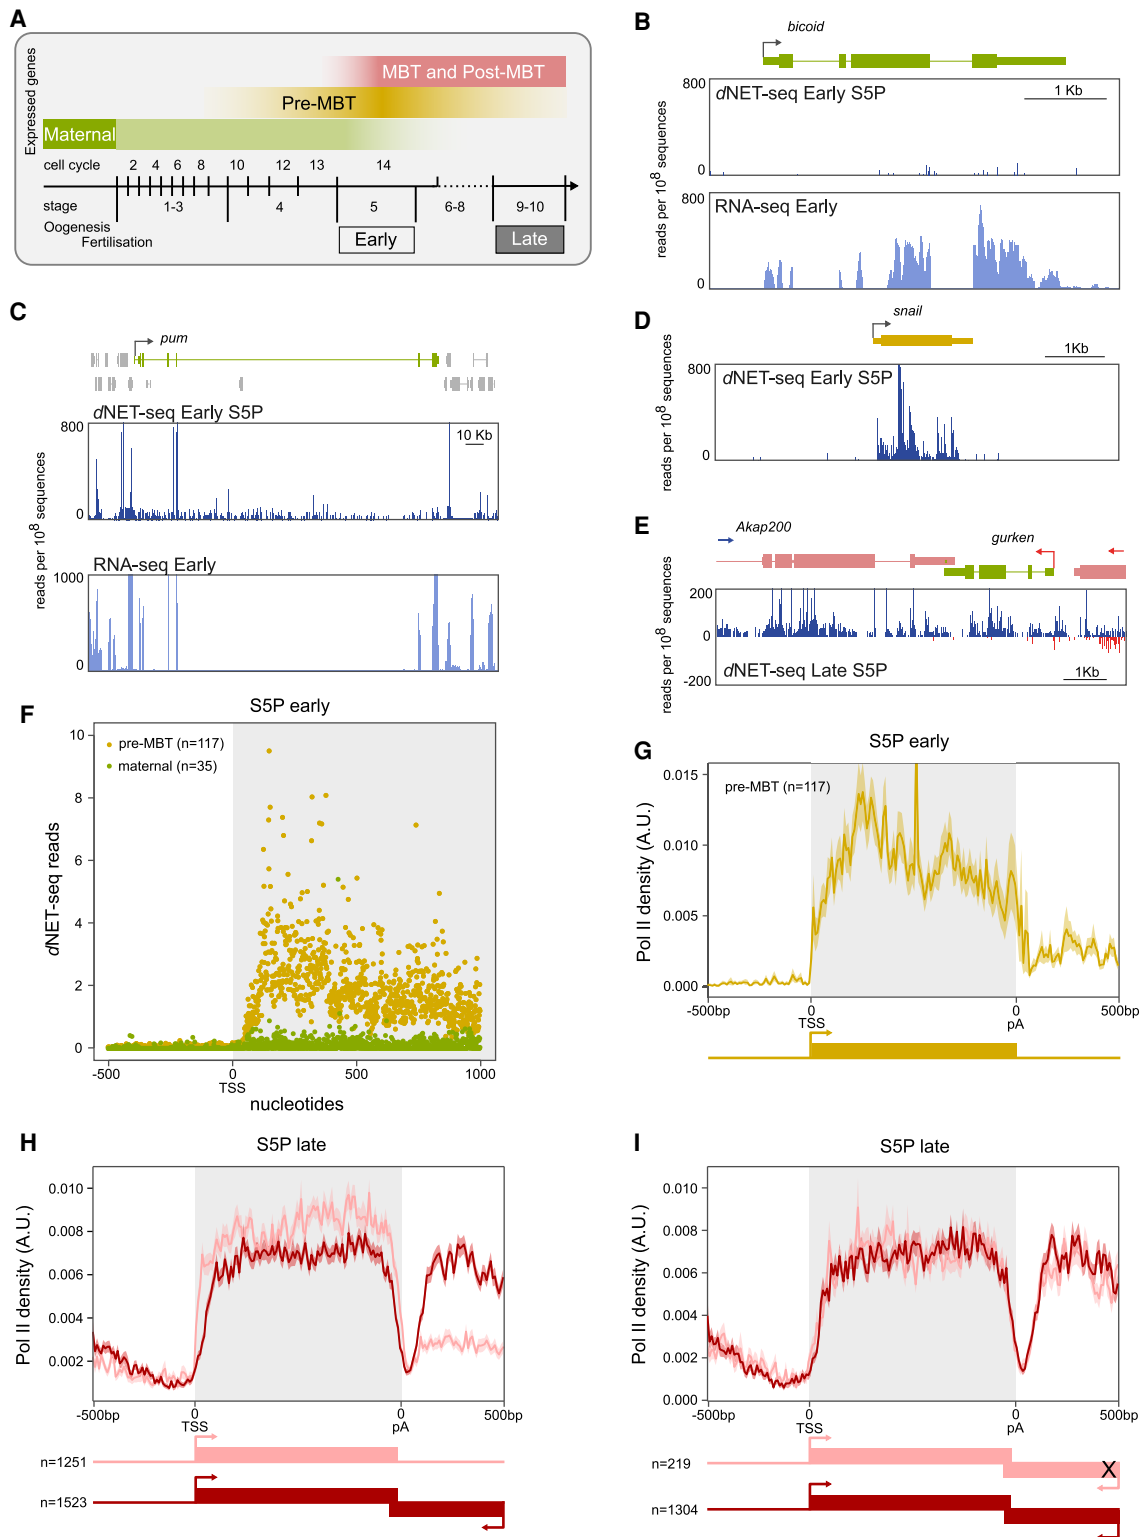 A
Expressed genes
MBT and Post-MBT
Pre-MBT
Maternal
cell cycle 2 4 6 8 10 12 13 14
stage 1-3 4 5 6-8 9-10
Oogenesis
Fertilisation
Early
Late
B
bicoid
reads per 10⁸ sequences
800
dNET-seq Early S5P
1 Kb
0
800
RNA-seq Early
0
C
pum
dNET-seq Early S5P
reads per 10⁸ sequences
800
10 Kb
0
RNA-seq Early
1000
0
D
snail
1Kb
reads per 10⁸ sequences
800
dNET-seq Early S5P
0
E
Akap200
gurken
reads per 10⁸ sequences
200
0
-200
dNET-seq Late S5P
1Kb
F
S5P early
dNET-seq reads
10
8
6
4
2
0
pre-MBT (n=117)
maternal (n=35)
-500 0 500 1000
TSS
nucleotides
G
S5P early
Pol II density (A.U.)
0.015
0.010
0.005
0.000
pre-MBT (n=117)
-500bp 0 0 500bp
TSS pA
H
S5P late
Pol II density (A.U.)
0.010
0.008
0.006
0.004
0.002
-500bp 0 0 500bp
TSS pA
n=1251
n=1523
I
S5P late
Pol II density (A.U.)
0.010
0.008
0.006
0.004
0.002
0.000
-500bp 0 0 500bp
TSS pA
n=219
X
n=1304